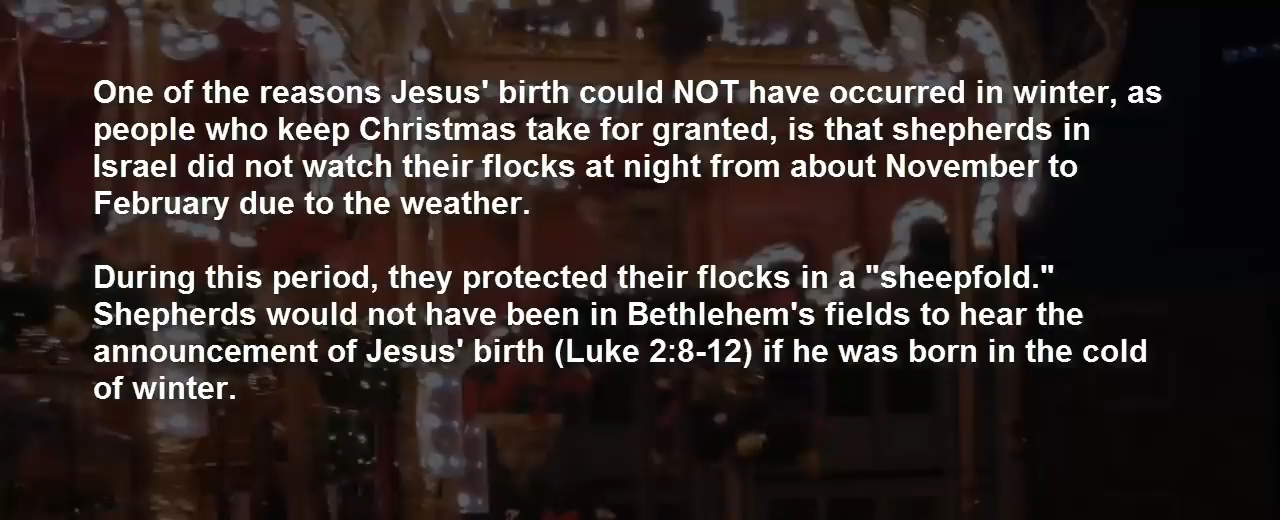 One of the reasons Jesus' birth could NOT have occurred in winter, as
people who keep Christmas take for granted, is that shepherds in
Israel did not watch their flocks at night from about November to
February due to the weather.
During this period, they protected their flocks in a "sheepfold."
Shepherds would not have been in Bethlehem's fields to hear the
announcement of Jesus' birth (Luke 2:8-12) if he was born in the cold
of winter.